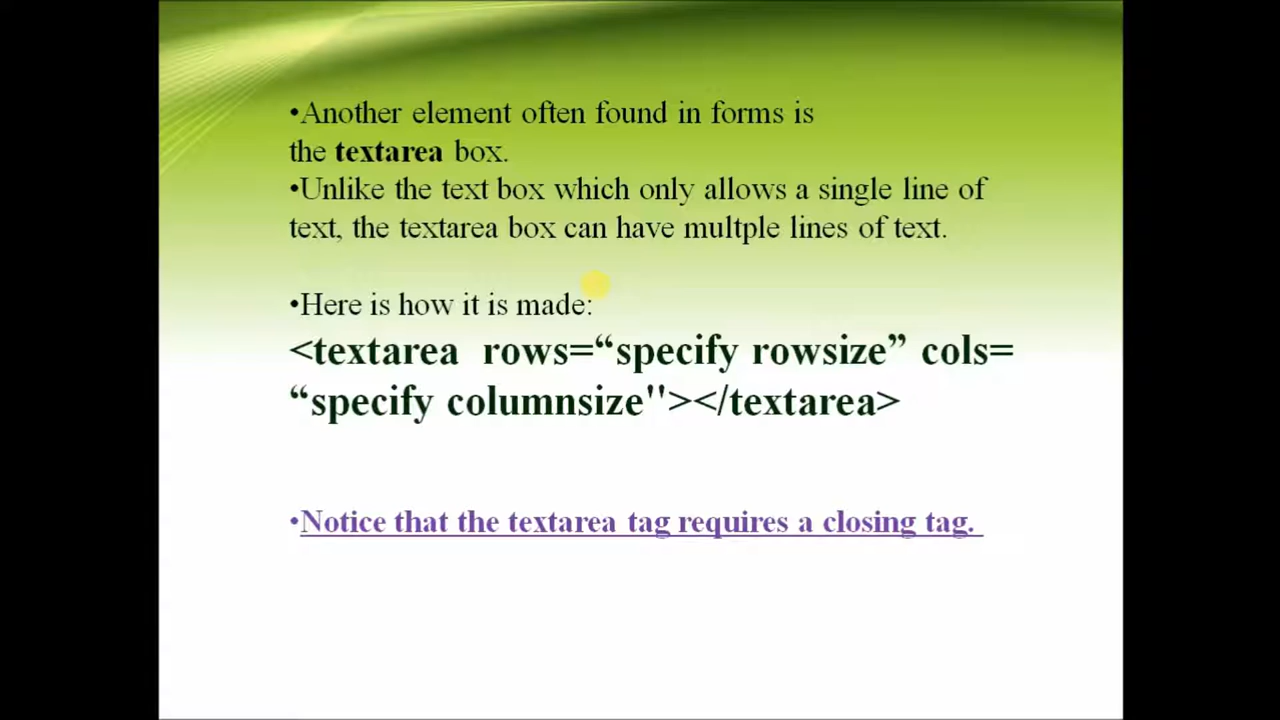 •Another element often found in forms is
the textarea box.
•Unlike the text box which only allows a single line of
text, the textarea box can have multple lines of text.
•Here is how it is made:
<textarea  rows=“specify rowsize” cols=
“specify columnsize''></textarea>
•Notice that the textarea tag requires a closing tag.